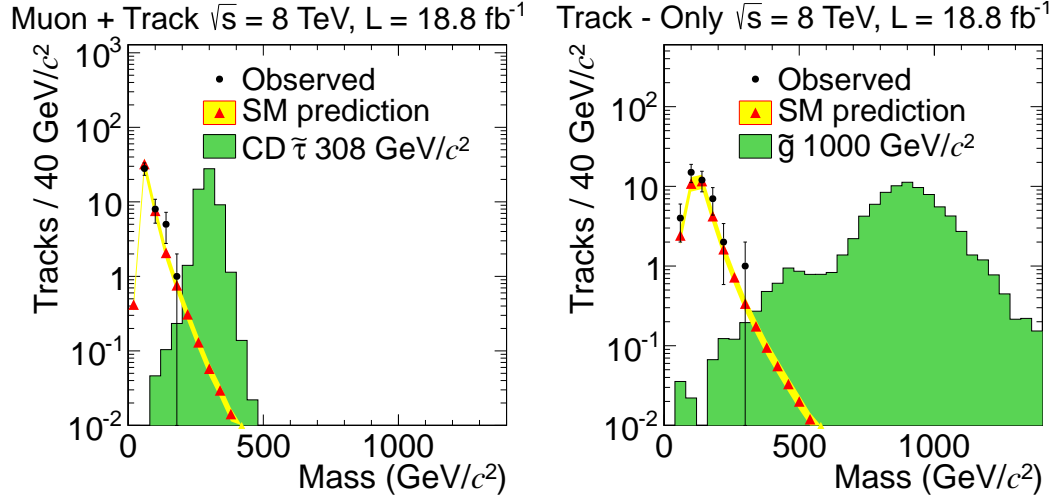 Muon + Track √s = 8 TeV, L = 18.8 fb⁻¹
Tracks / 40 GeV/c²
10³
10²
10
1
10⁻¹
10⁻²
Observed
SM prediction
CD τ̃ 308 GeV/c²
0 500 1000
Mass (GeV/c²)
Track - Only √s = 8 TeV, L = 18.8 fb⁻¹
Tracks / 40 GeV/c²
10²
10
1
10⁻¹
10⁻²
Observed
SM prediction
g̃ 1000 GeV/c²
0 500 1000
Mass (GeV/c²)